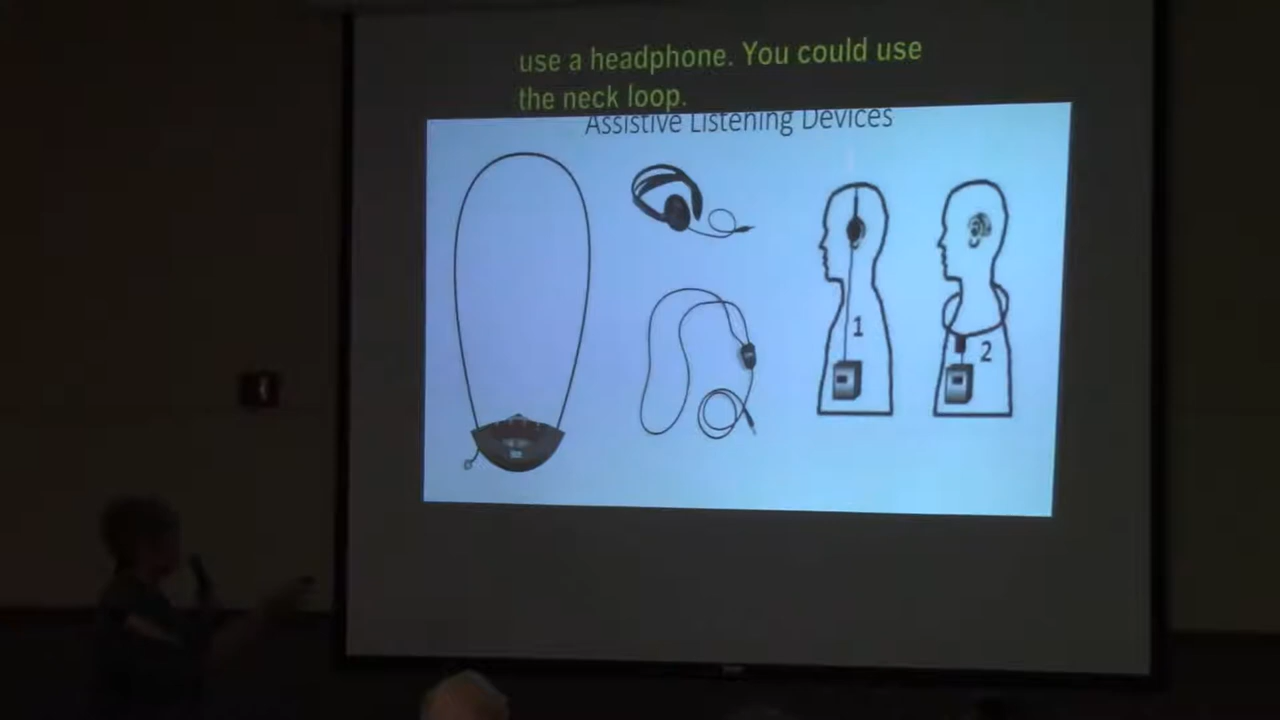 use a headphone. You could use
the neck loop.
Assistive Listening Devices
1
2